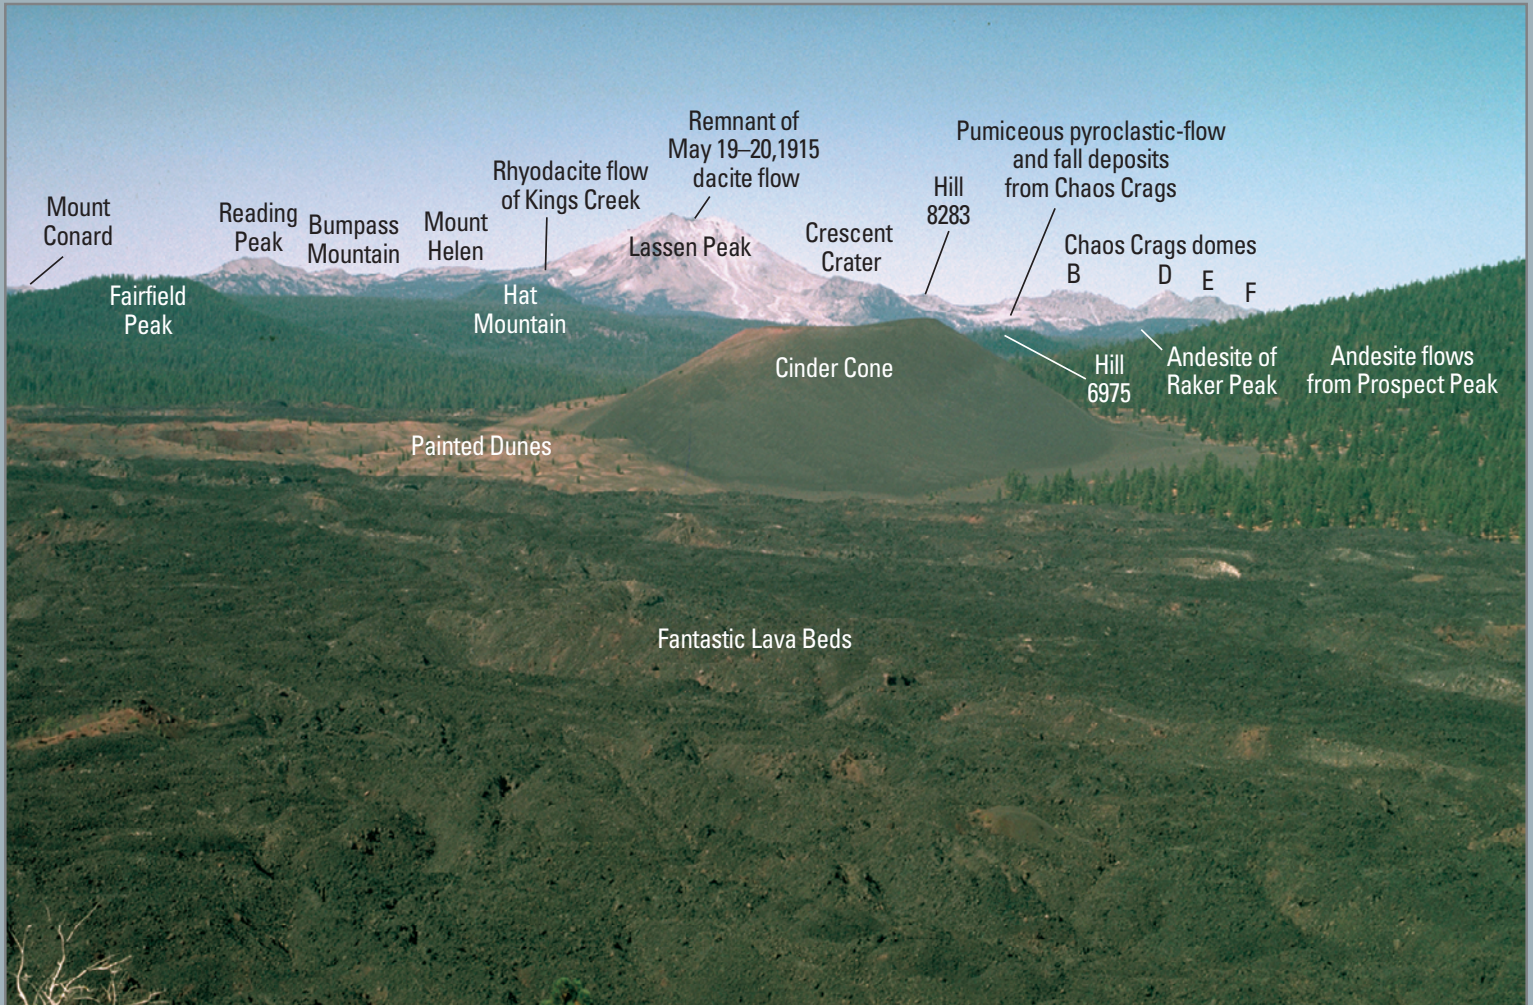 Remnant of
May 19–20,1915
dacite flow
Pumiceous pyroclastic-flow
and fall deposits
from Chaos Crags
Rhyodacite flow
of Kings Creek
Hill
8283
Mount
Conard
Reading
Peak
Bumpass
Mountain
Mount
Helen
Lassen Peak
Crescent
Crater
Chaos Crags domes
B
D
E
F
Fairfield
Peak
Hat
Mountain
Cinder Cone
Hill
6975
Andesite of
Raker Peak
Andesite flows
from Prospect Peak
Painted Dunes
Fantastic Lava Beds